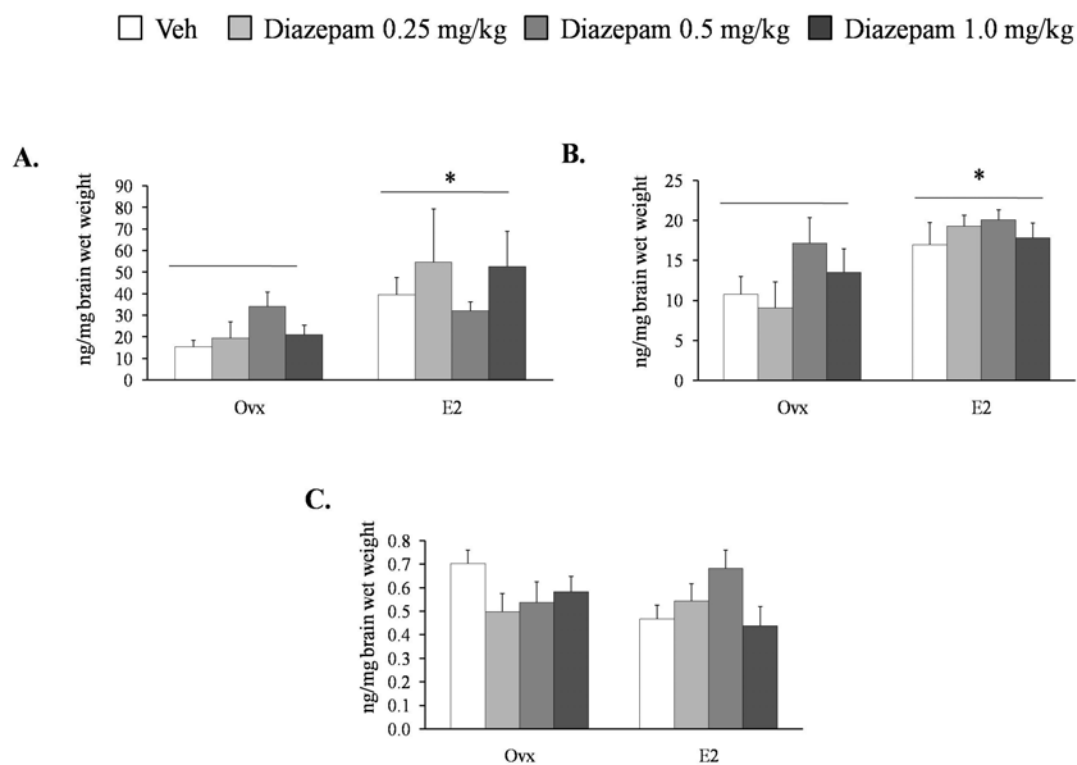 Veh Diazepam 0.25 mg/kg Diazepam 0.5 mg/kg Diazepam 1.0 mg/kg
A.
ng/mg brain wet weight
90
80
70
60
50
40
30
20
10
0
*
Ovx E2
B.
ng/mg brain wet weight
25
20
15
10
5
0
*
Ovx E2
C.
ng/mg brain wet weight
0.8
0.7
0.6
0.5
0.4
0.3
0.2
0.1
0.0
Ovx E2